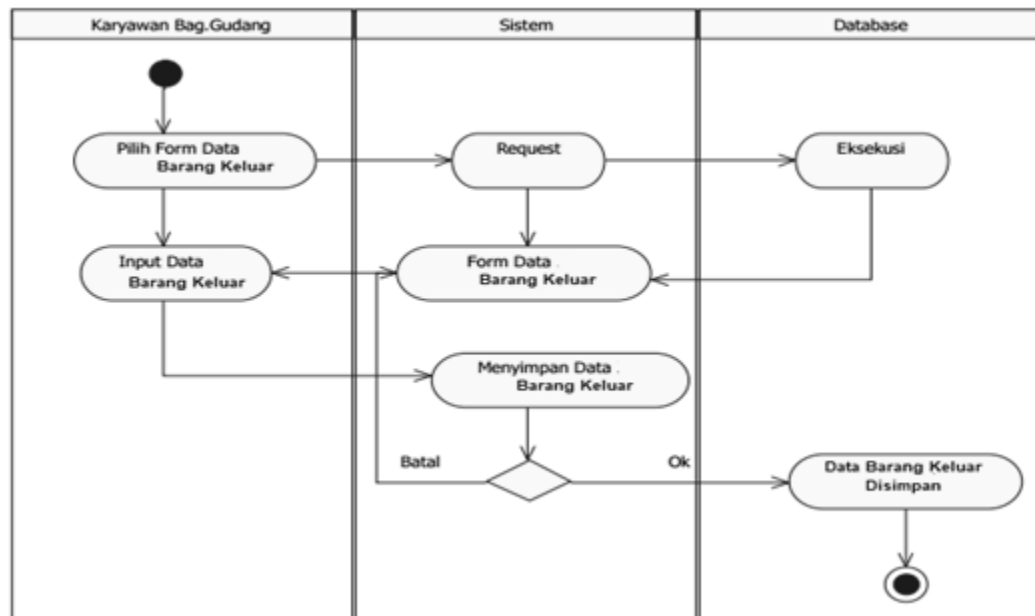 Karyawan Bag.Gudang
Sistem
Database
Pilih Form Data
Barang Keluar
Request
Eksekusi
Input Data
Barang Keluar
Form Data
Barang Keluar
Menyimpan Data
Barang Keluar
Batal
Ok
Data Barang Keluar
Disimpan